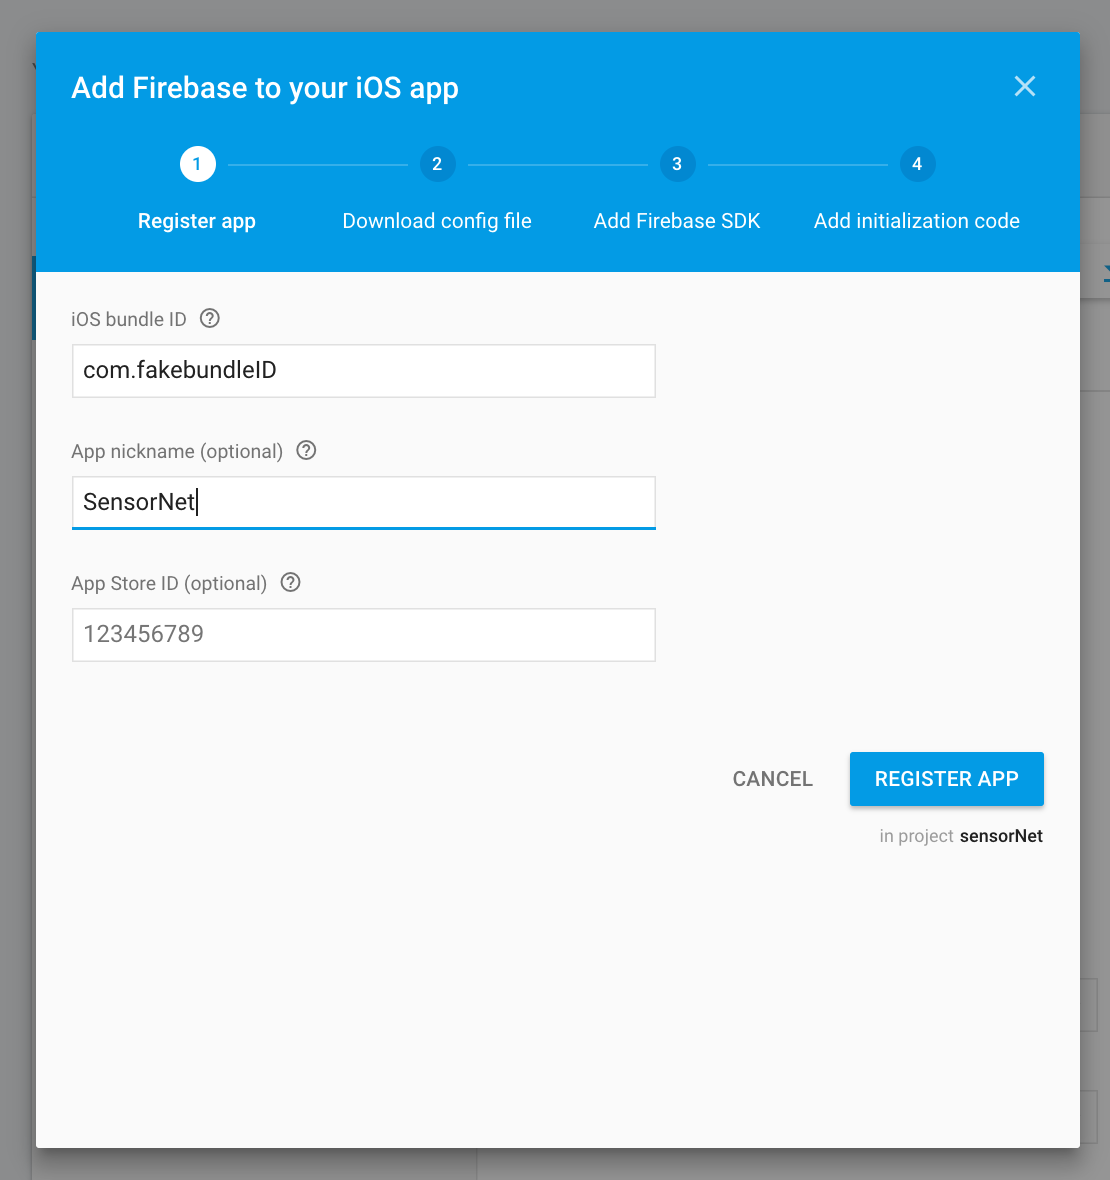 Add Firebase to your iOS app
1 2 3 4
Register app Download config file Add Firebase SDK Add initialization code
iOS bundle ID
com.fakebundleID
App nickname (optional)
SensorNet
App Store ID (optional)
123456789
CANCEL REGISTER APP
in project sensorNet